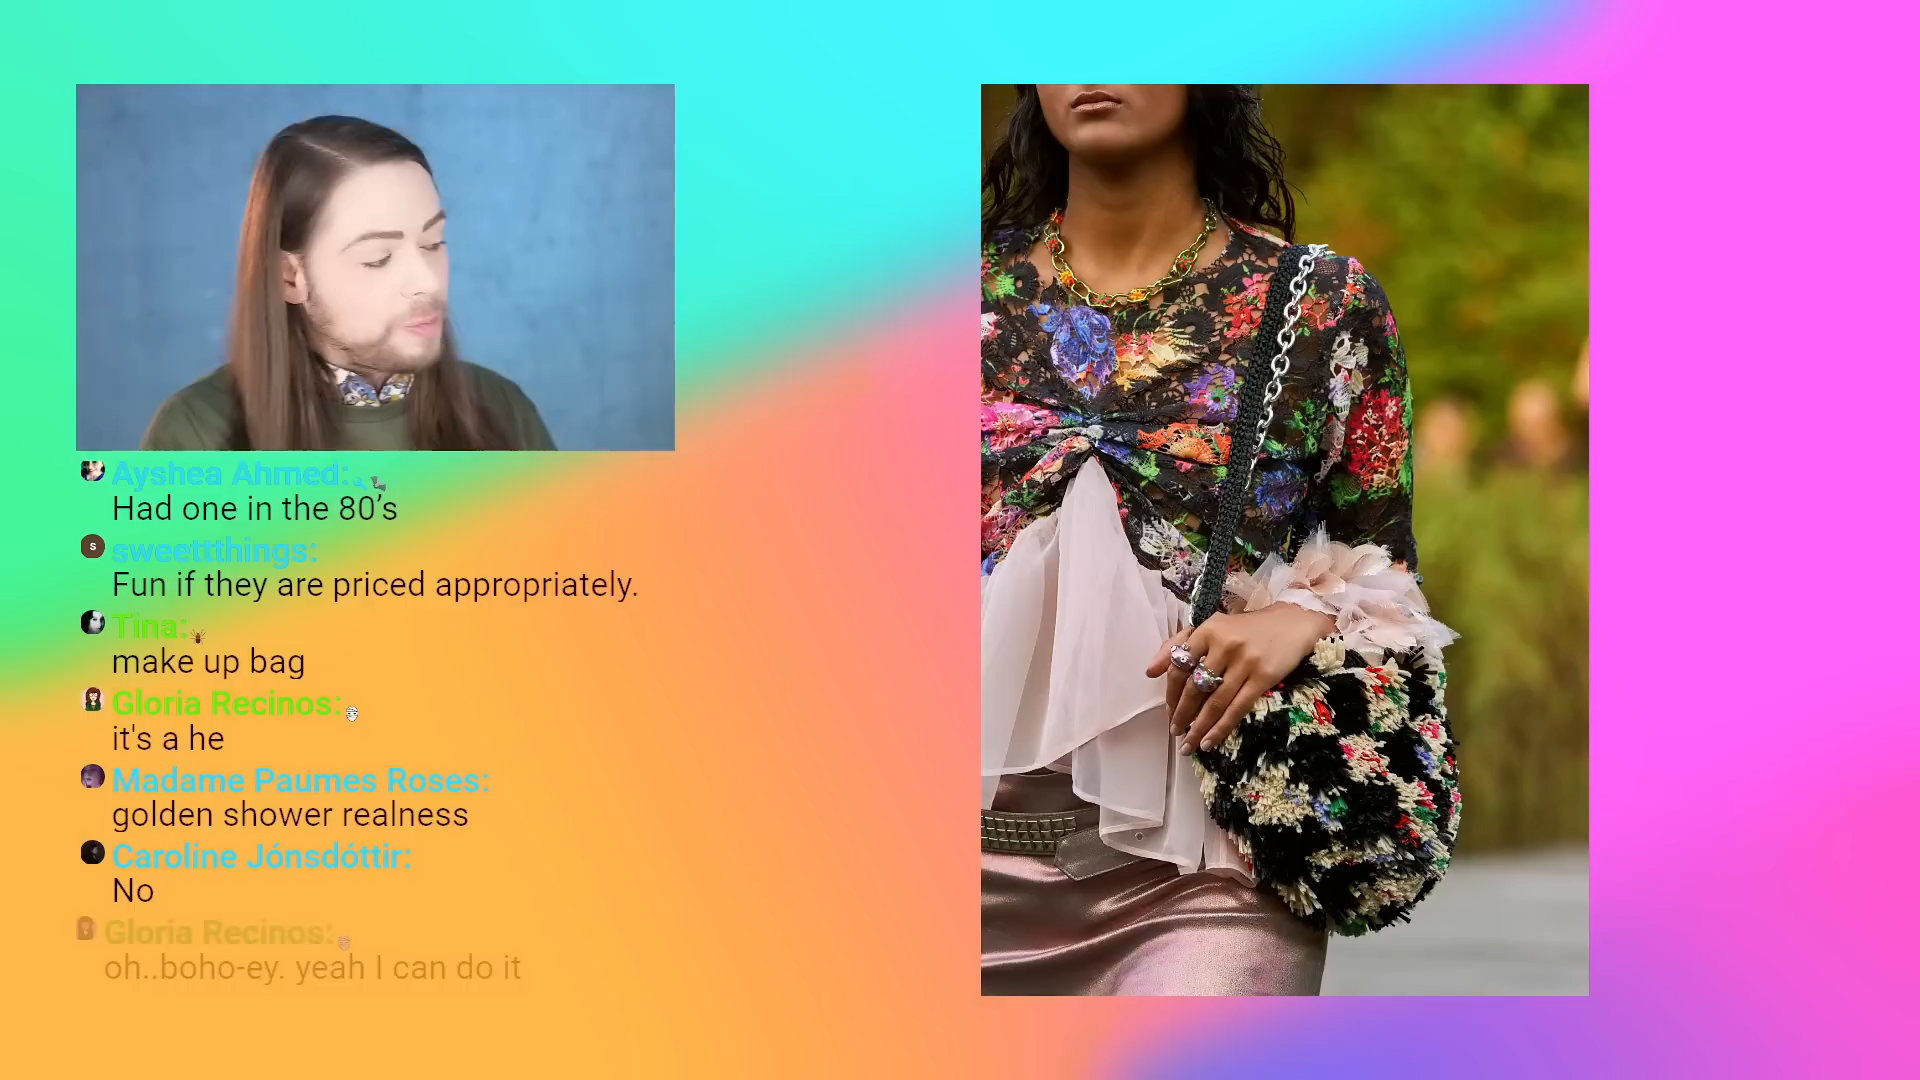 Ayshea Ahmed:
Had one in the 80's
s
sweettthings:
Fun if they are priced appropriately.
Tina:
make up bag
Gloria Recinos:
it's a he
Madame Paumes Roses:
golden shower realness
Caroline Jónsdóttir:
No
Gloria Recinos:
oh..boho-ey. yeah I can do it